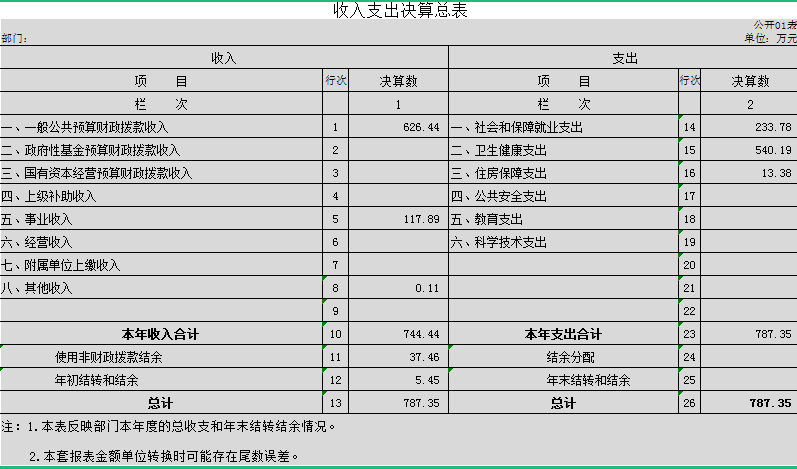 收入支出决算总表
公开01表
部门： 单位：万元
收入 支出
项 目 行次 决算数 项 目 行次 决算数
栏 次 1 栏 次 2
一、一般公共预算财政拨款收入 1 626.44 一、社会和保障就业支出 14 233.78
二、政府性基金预算财政拨款收入 2 二、卫生健康支出 15 540.19
三、国有资本经营预算财政拨款收入 3 三、住房保障支出 16 13.38
四、上级补助收入 4 四、公共安全支出 17
五、事业收入 5 117.89 五、教育支出 18
六、经营收入 6 六、科学技术支出 19
七、附属单位上缴收入 7 20
八、其他收入 8 0.11 21
9 22
本年收入合计 10 744.44 本年支出合计 23 787.35
使用非财政拨款结余 11 37.46 结余分配 24
年初结转和结余 12 5.45 年末结转和结余 25
总计 13 787.35 总计 26 787.35
注：1.本表反映部门本年度的总收支和年末结转结余情况。
2.本套报表金额单位转换时可能存在尾数误差。